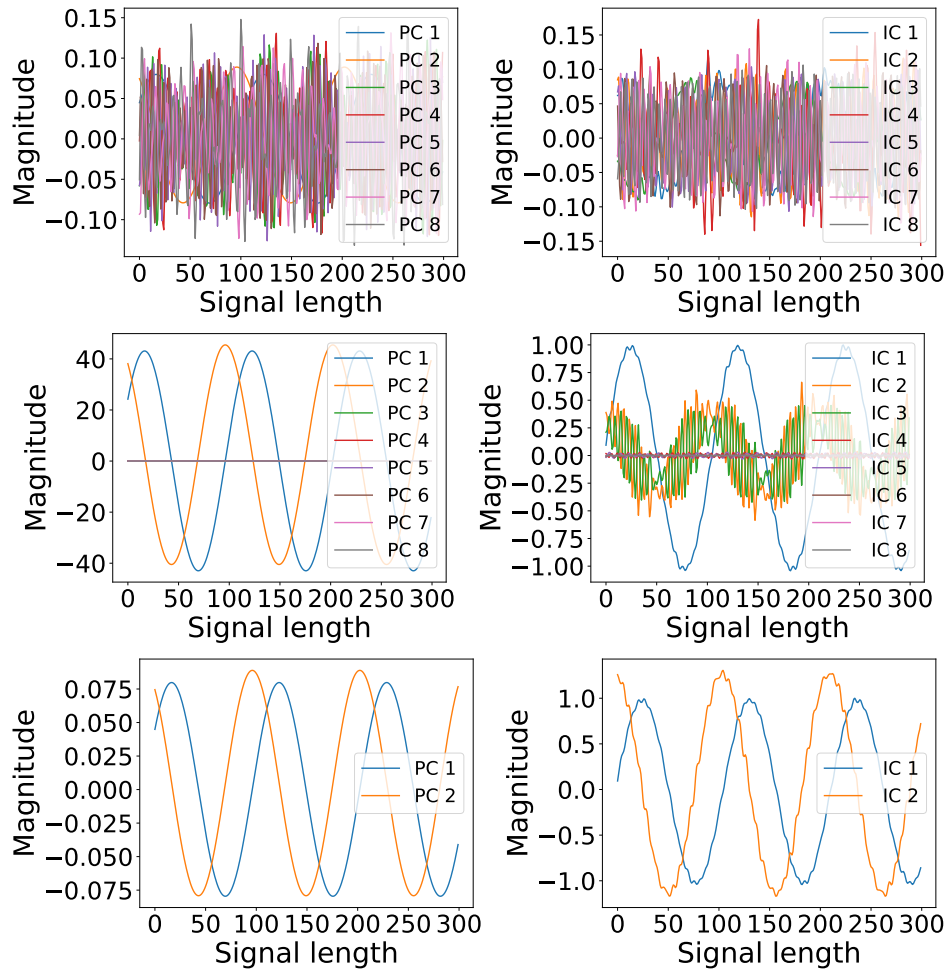 0.15
0.10
0.05
0.00
−0.05
−0.10
Magnitude
PC 1
PC 2
PC 3
PC 4
PC 5
PC 6
PC 7
PC 8
0 50 100 150 200 250 300
Signal length
0.15
0.10
0.05
0.00
−0.05
−0.10
−0.15
Magnitude
IC 1
IC 2
IC 3
IC 4
IC 5
IC 6
IC 7
IC 8
0 50 100 150 200 250 300
Signal length
40
20
0
−20
−40
Magnitude
PC 1
PC 2
PC 3
PC 4
PC 5
PC 6
PC 7
PC 8
0 50 100 150 200 250 300
Signal length
1.00
0.75
0.50
0.25
0.00
−0.25
−0.50
−0.75
−1.00
Magnitude
IC 1
IC 2
IC 3
IC 4
IC 5
IC 6
IC 7
IC 8
0 50 100 150 200 250 300
Signal length
0.075
0.050
0.025
0.000
−0.025
−0.050
−0.075
Magnitude
PC 1
PC 2
0 50 100 150 200 250 300
Signal length
1.0
0.5
0.0
−0.5
−1.0
Magnitude
IC 1
IC 2
0 50 100 150 200 250 300
Signal length